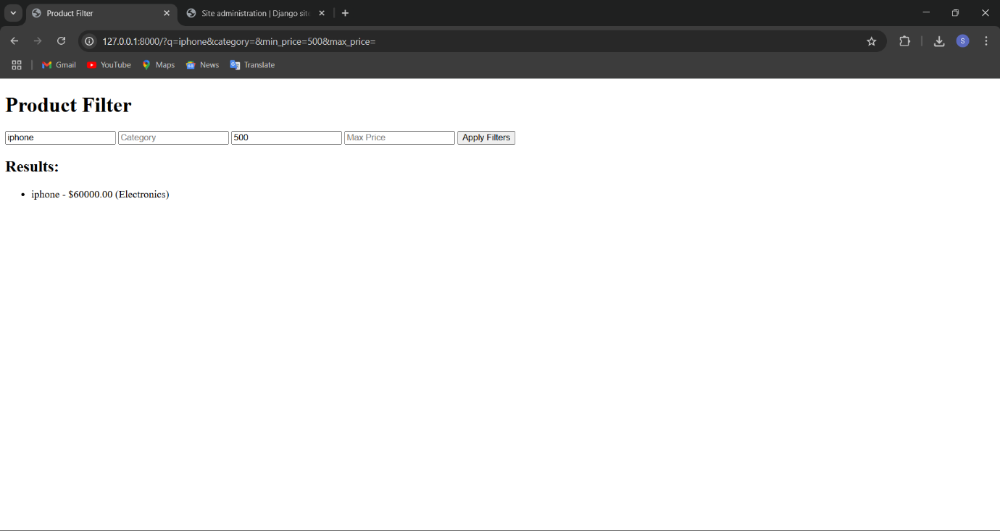 Product Filter
Site administration | Django site
127.0.0.1:8000/?q=iphone&category=&min_price=500&max_price=
S
Gmail YouTube Maps News Translate
Product Filter
iphone Category 500 Max Price Apply Filters
Results:
• iphone - $60000.00 (Electronics)